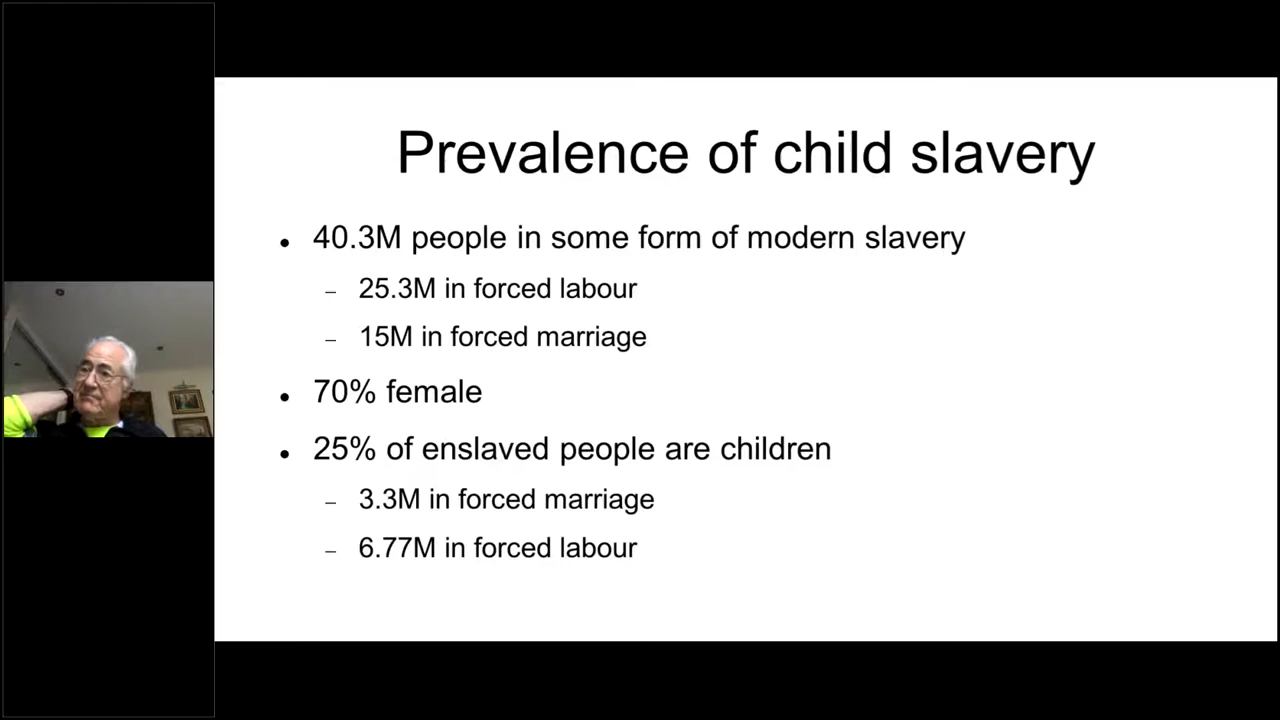 Prevalence of child slavery
● 40.3M people in some form of modern slavery
– 25.3M in forced labour
– 15M in forced marriage
● 70% female
● 25% of enslaved people are children
– 3.3M in forced marriage
– 6.77M in forced labour